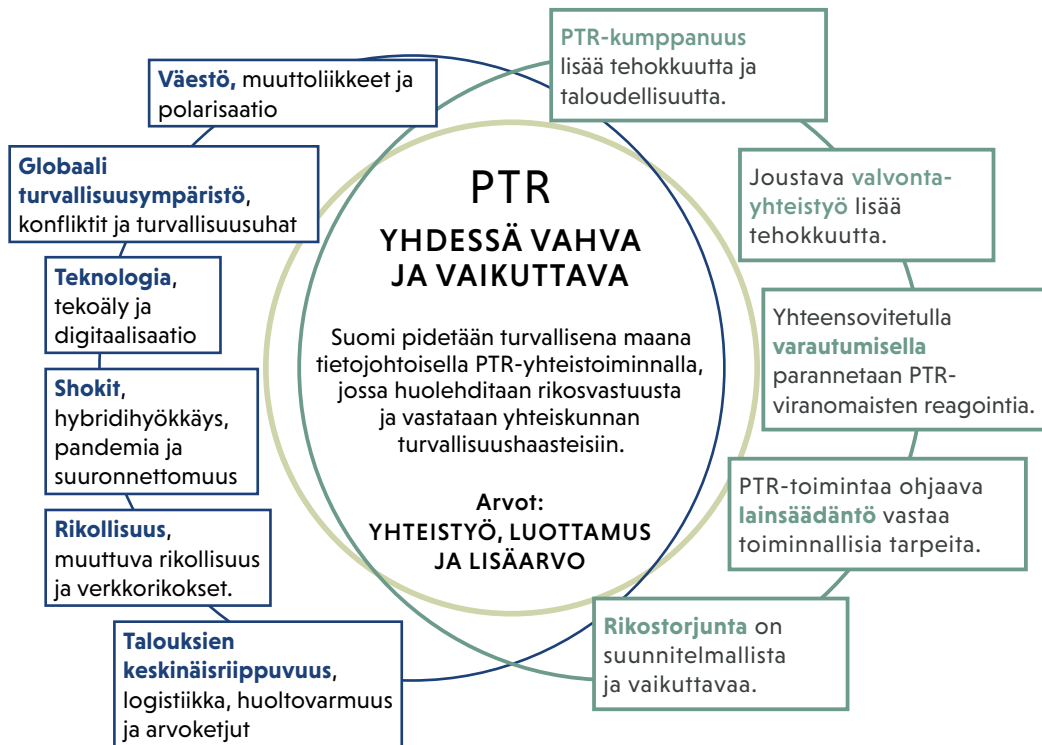 Väestö, muuttoliikkeet ja
polarisaatio
Globaali
turvallisuusympäristö,
konfliktit ja turvallisuusuhat
Teknologia,
tekoäly ja
digitaalisaatio
Shokit,
hybridihyökkäys,
pandemia ja
suuronnettomuus
Rikollisuus,
muuttuva rikollisuus
ja verkkorikokset.
Talouksien
keskinäisriippuvuus,
logistiikka, huoltovarmuus
ja arvoketjut
PTR
YHDESSÄ VAHVA
JA VAIKUTTAVA
Suomi pidetään turvallisena maana
tietojohtoisella PTR-yhteistoiminnalla,
jossa huolehditaan rikosvastuusta
ja vastataan yhteiskunnan
turvallisuushaasteisiin.
Arvot:
YHTEISTYÖ, LUOTTAMUS
JA LISÄARVO
PTR-kumppanuus
lisää tehokkuutta ja
taloudellisuutta.
Joustava valvonta-
yhteistyö lisää
tehokkuutta.
Yhteensovitetulla
varautumisella
parannetaan PTR-
viranomaisten reagointia.
PTR-toimintaa ohjaava
lainsäädäntö vastaa
toiminnallisia tarpeita.
Rikostorjunta on
suunnitelmallista
ja vaikuttavaa.